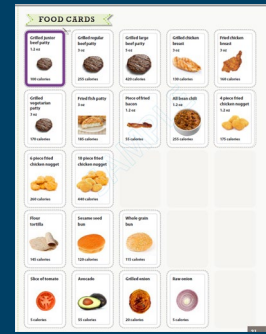 FOOD CARDS
Grilled junior
beef patty
1.2 oz
100 calories
Grilled regular
beef patty
3 oz
235 calories
Grilled large
beef patty
3 oz
420 calories
Grilled chicken
breast
3 oz
130 calories
Fried chicken
breast
3 oz
160 calories
Grilled
vegetarian
patty
3 oz
170 calories
Fried fish patty
3 oz
185 calories
Piece of fried
bacon
1.2 oz
55 calories
All bean chili
1.2 oz
255 calories
4 piece fried
chicken nugget
1.2 oz
175 calories
6 piece fried
chicken nugget
260 calories
10 piece fried
chicken nugget
440 calories
Flour
tortilla
145 calories
Sesame seed
bun
120 calories
Whole grain
bun
115 calories
Slice of tomato
5 calories
Avocado
55 calories
Grilled onion
20 calories
Raw onion
5 calories